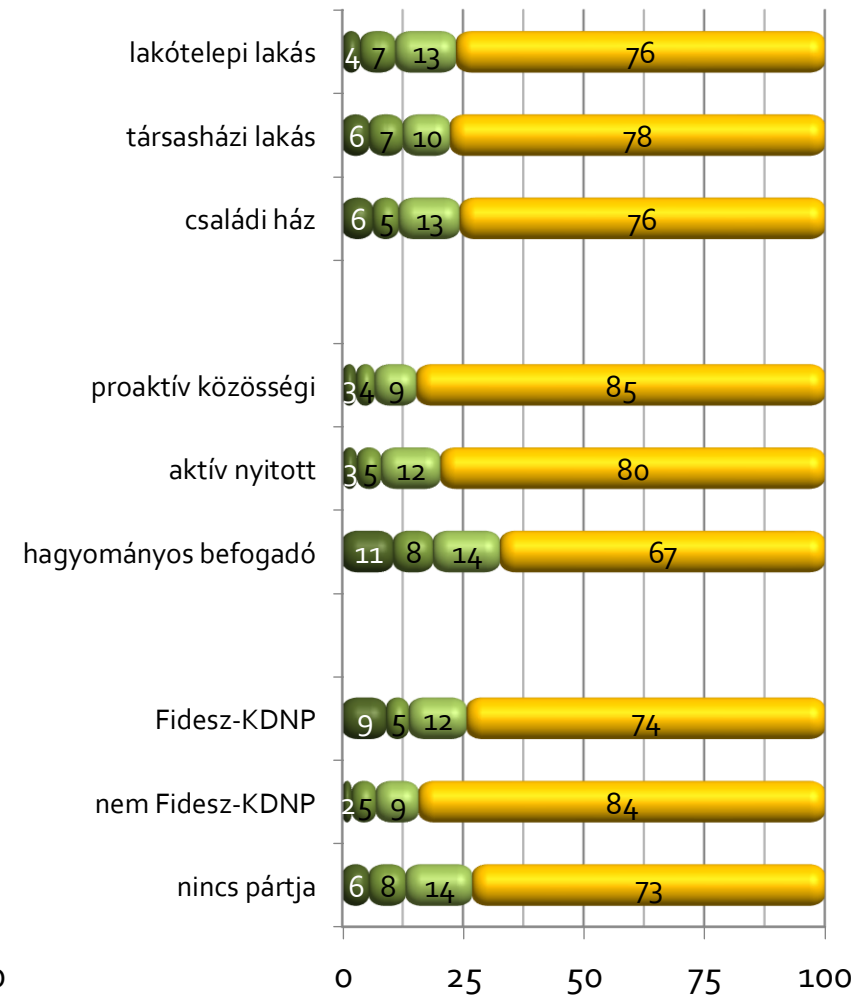 lakótelepi lakás 4 7 13 76
társasházi lakás 6 7 10 78
családi ház 6 5 13 76
proaktív közösségi 3 4 9 85
aktív nyitott 3 5 12 80
hagyományos befogadó 11 8 14 67
Fidesz-KDNP 9 5 12 74
nem Fidesz-KDNP 2 5 9 84
nincs pártja 6 8 14 73
0 0 25 50 75 100